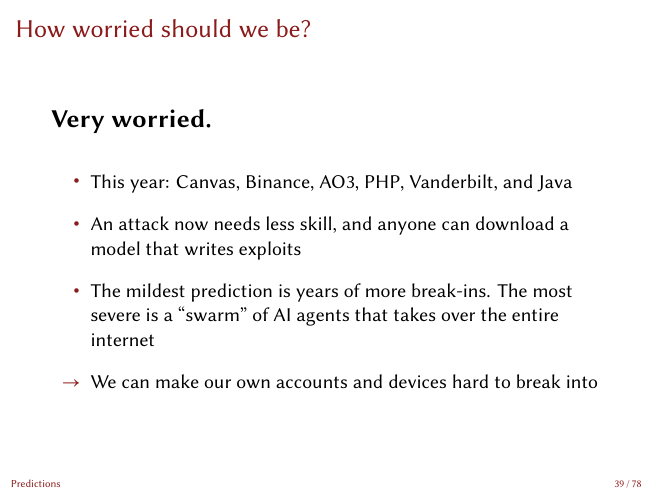 How worried should we be?
Very worried.
• This year: Canvas, Binance, AO3, PHP, Vanderbilt, and Java
• An attack now needs less skill, and anyone can download a
model that writes exploits
• The mildest prediction is years of more break-ins. The most
severe is a “swarm” of AI agents that takes over the entire
internet
→ We can make our own accounts and devices hard to break into
Predictions
39 / 78